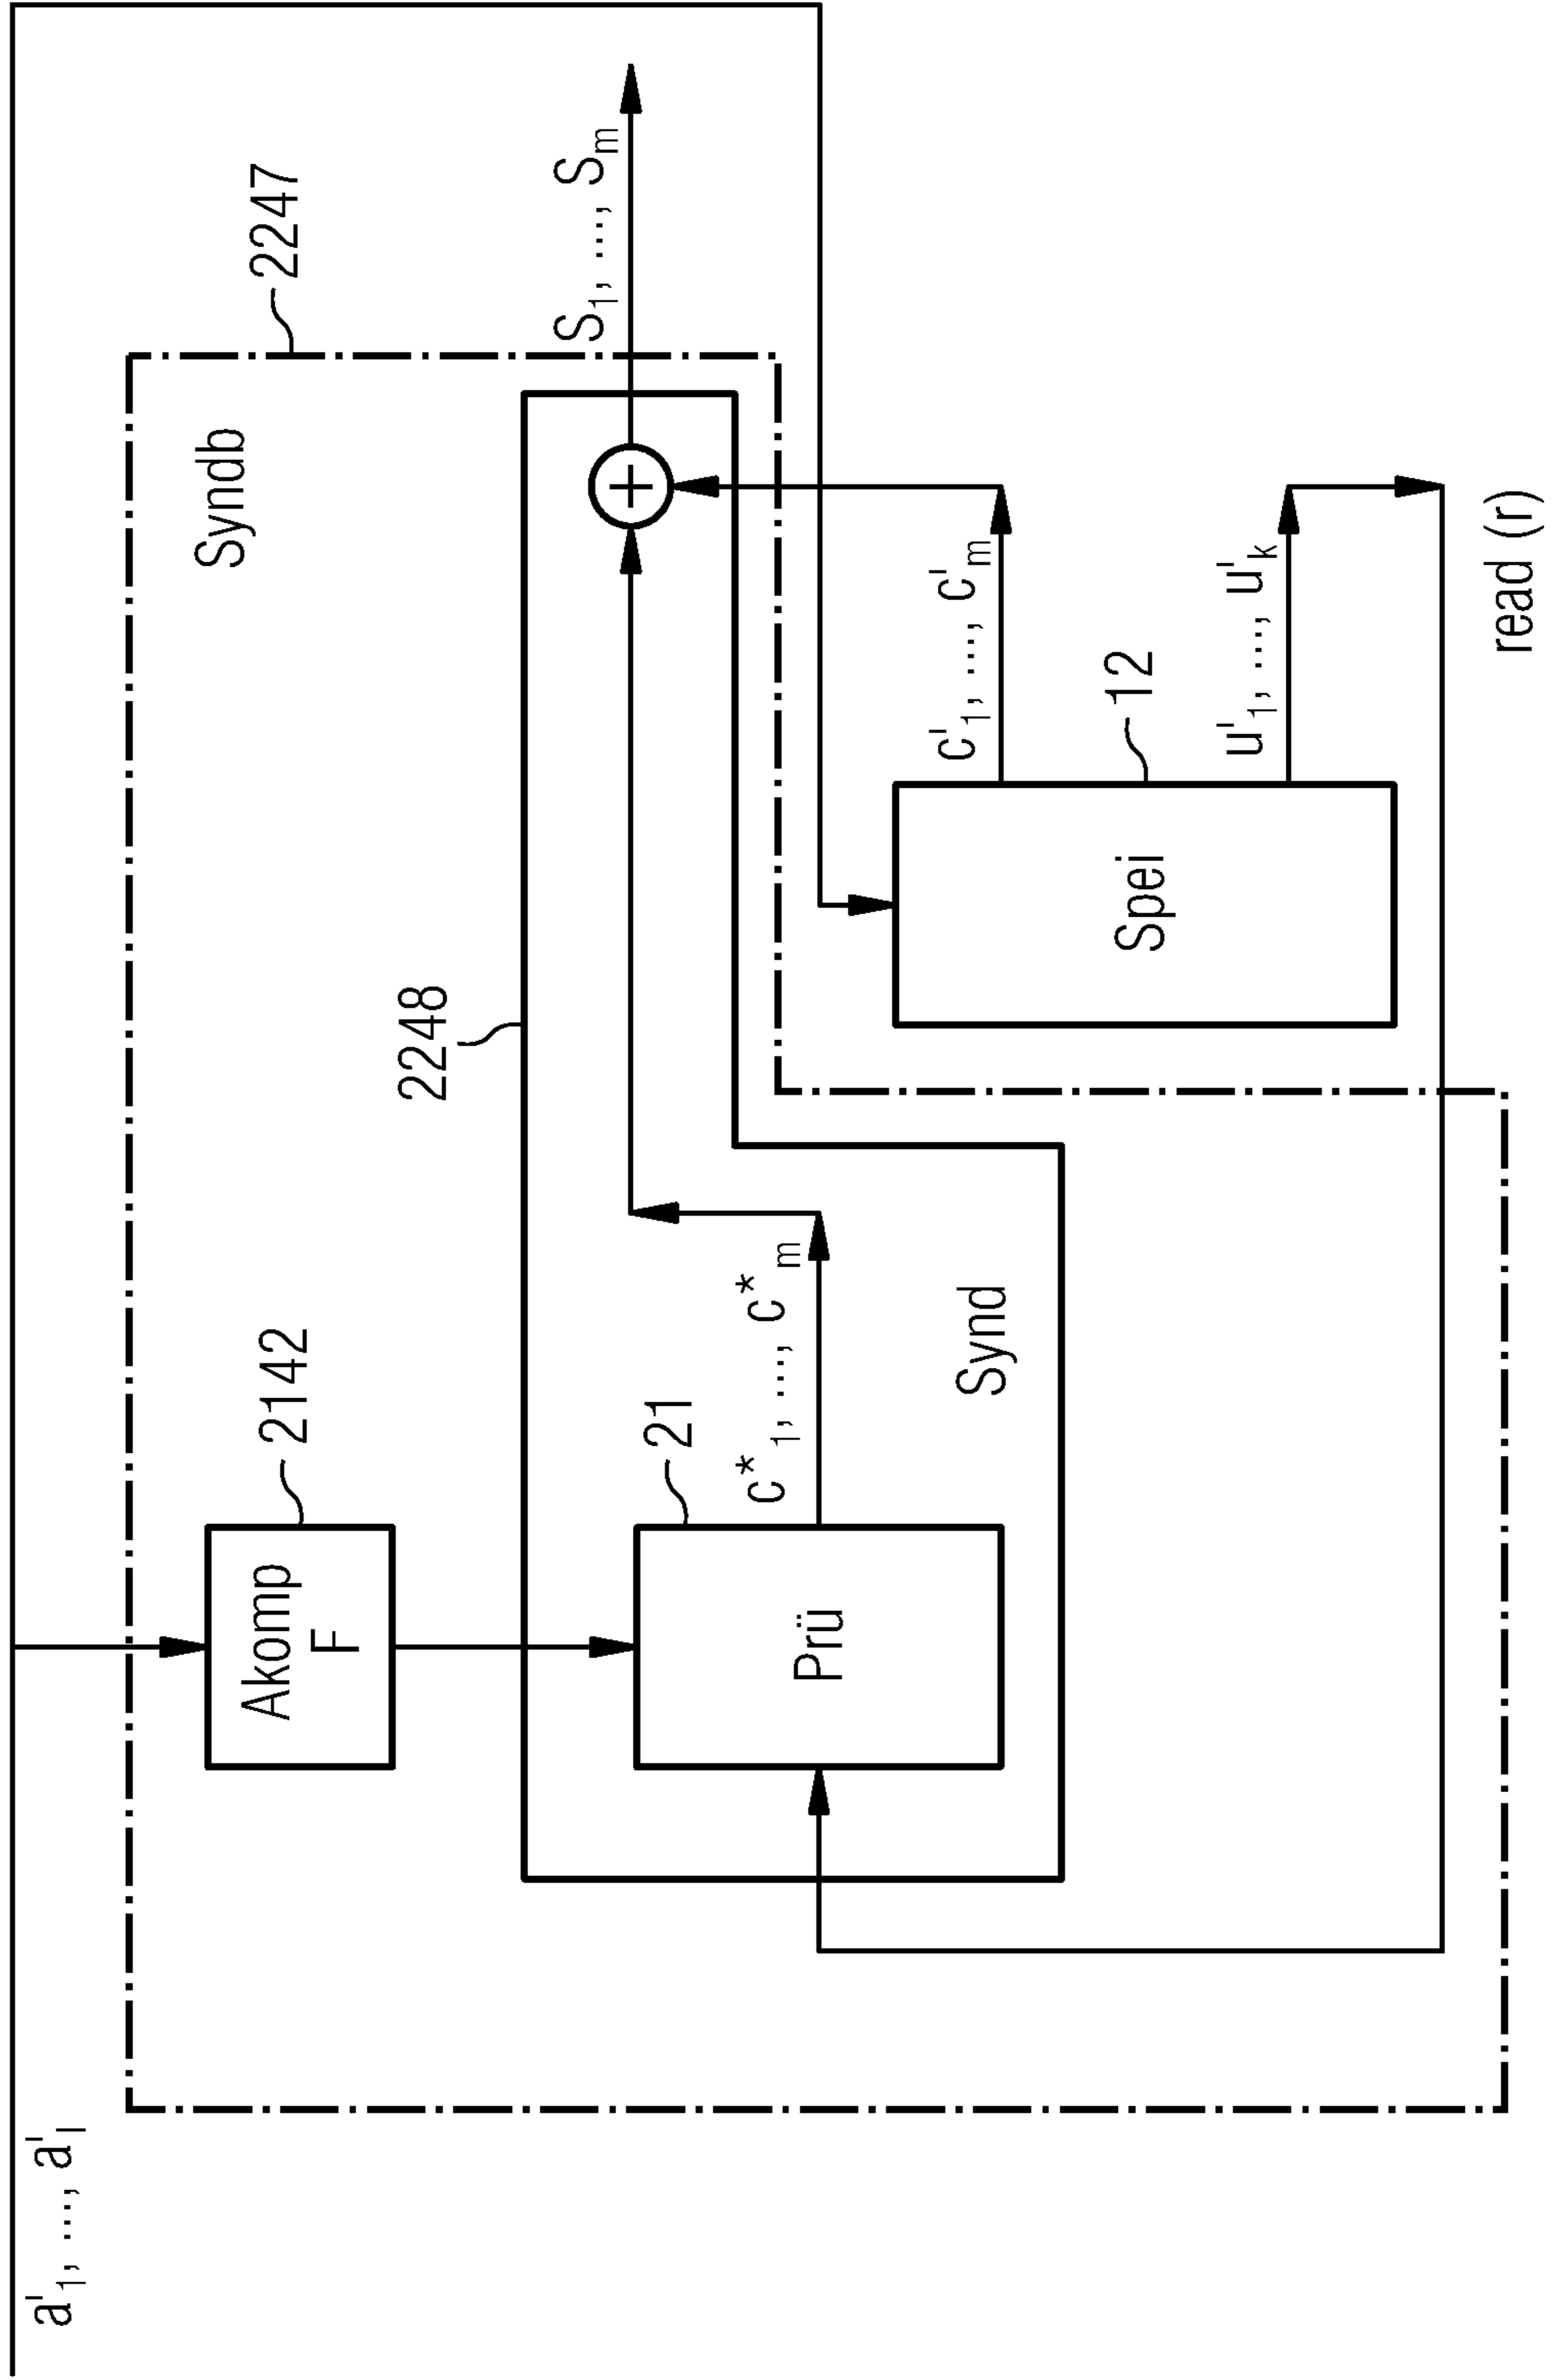 a'1, ..., a'l
Akomp
F
2142
Syndb
2247
2248
21
Prü
c*1, ..., c*m
Synd
S1, ..., Sm
c'1, ..., c'm
12
Spei
u'1, ..., u'k
read (r)